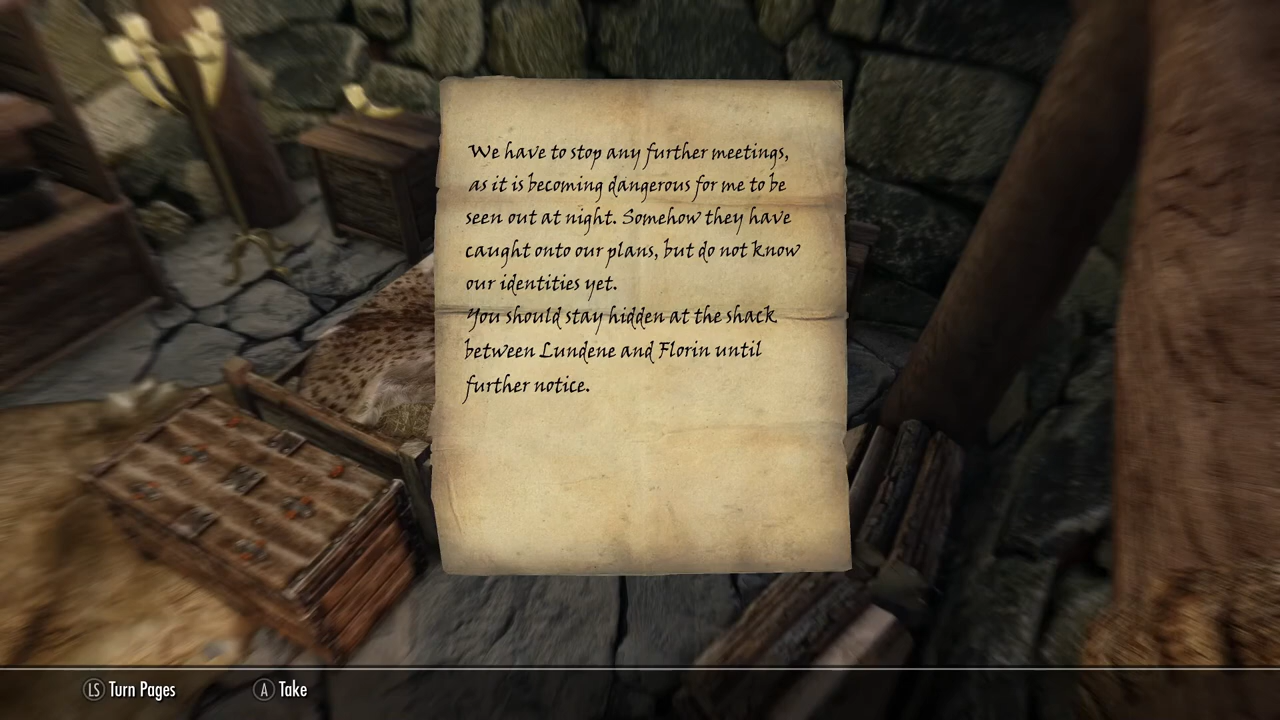 We have to stop any further meetings,
as it is becoming dangerous for me to be
seen out at night. Somehow they have
caught onto our plans, but do not know
our identities yet.
You should stay hidden at the shack
between Lundene and Florin until
further notice.
LS Turn Pages
A Take